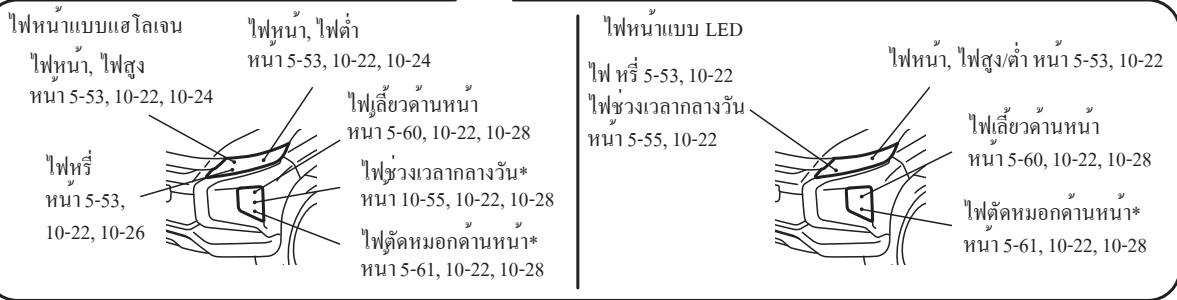 ไฟหน้าแบบแฮโลเจน
ไฟหน้า, ไฟต่ำ
หน้า 5-53, 10-22, 10-24
ไฟหน้า, ไฟสูง
หน้า 5-53, 10-22, 10-24
ไฟเลี้ยวด้านหน้า
หน้า 5-60, 10-22, 10-28
ไฟหรี่
หน้า 5-53,
10-22, 10-26
ไฟช่วงเวลากลางวัน*
หน้า 10-55, 10-22, 10-28
ไฟตัดหมอกด้านหน้า*
หน้า 5-61, 10-22, 10-28
ไฟหน้าแบบ LED
ไฟหน้า, ไฟสูง/ต่ำ หน้า 5-53, 10-22
ไฟ หรี่ 5-53, 10-22
ไฟช่วงเวลากลางวัน
หน้า 5-55, 10-22
ไฟเลี้ยวด้านหน้า
หน้า 5-60, 10-22, 10-28
ไฟตัดหมอกด้านหน้า*
หน้า 5-61, 10-22, 10-28